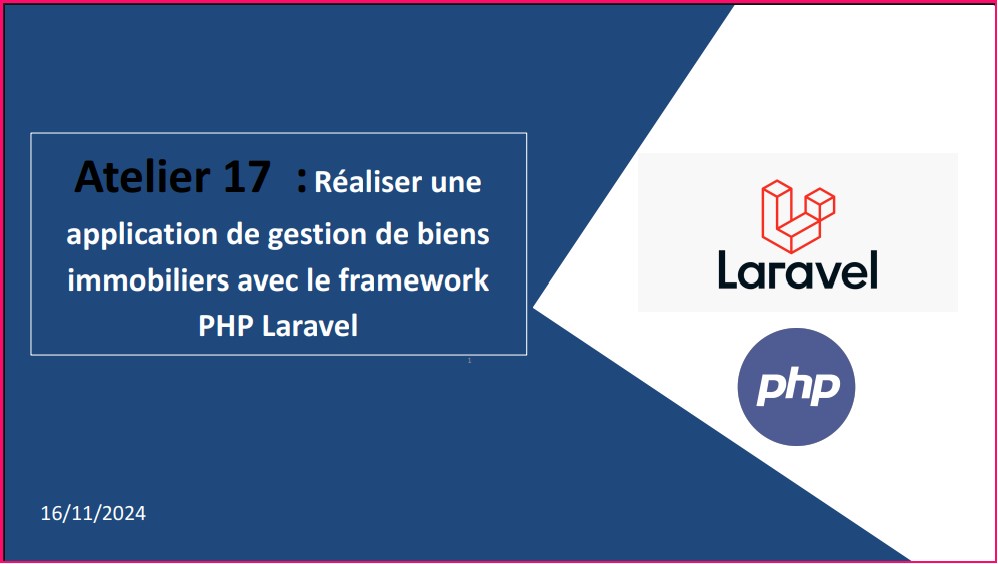 Atelier 17 : Réaliser une
application de gestion de biens
immobiliers avec le framework
PHP Laravel
1
Laravel
php
16/11/2024